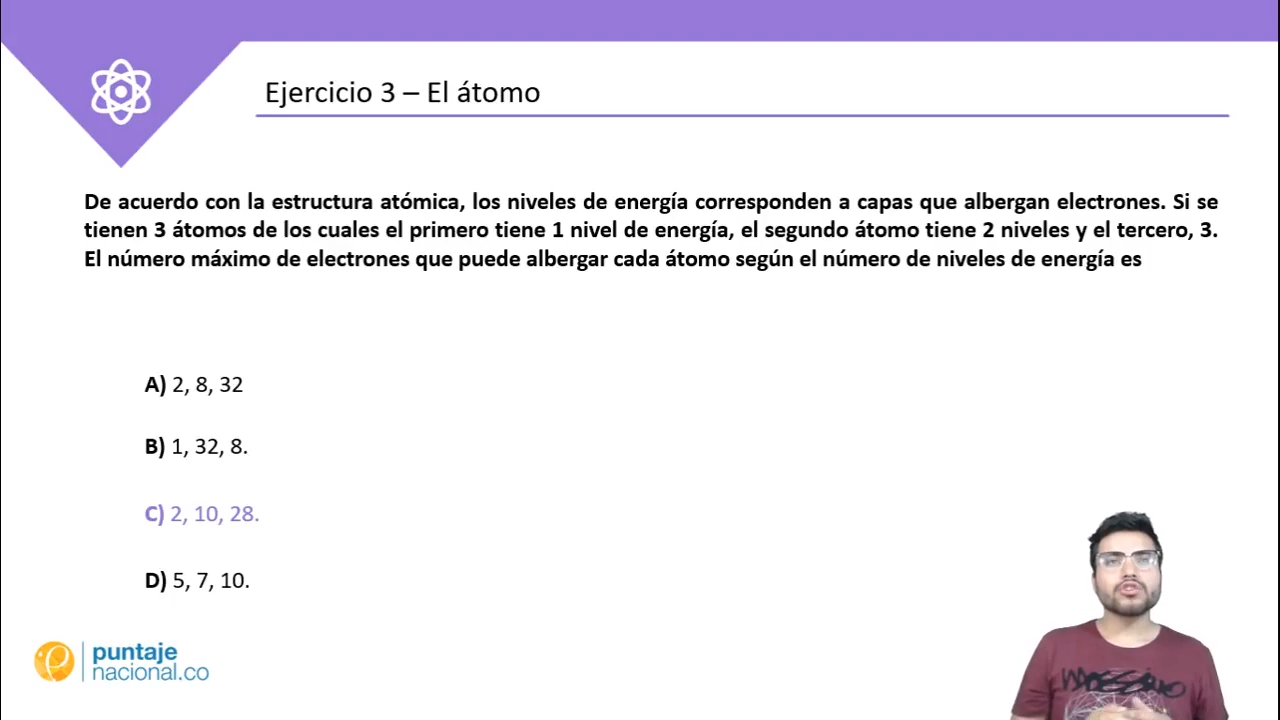 Ejercicio 3 – El átomo
De acuerdo con la estructura atómica, los niveles de energía corresponden a capas que albergan electrones. Si se
tienen 3 átomos de los cuales el primero tiene 1 nivel de energía, el segundo átomo tiene 2 niveles y el tercero, 3.
El número máximo de electrones que puede albergar cada átomo según el número de niveles de energía es
A) 2, 8, 32
B) 1, 32, 8.
C) 2, 10, 28.
D) 5, 7, 10.
puntaje
nacional.co